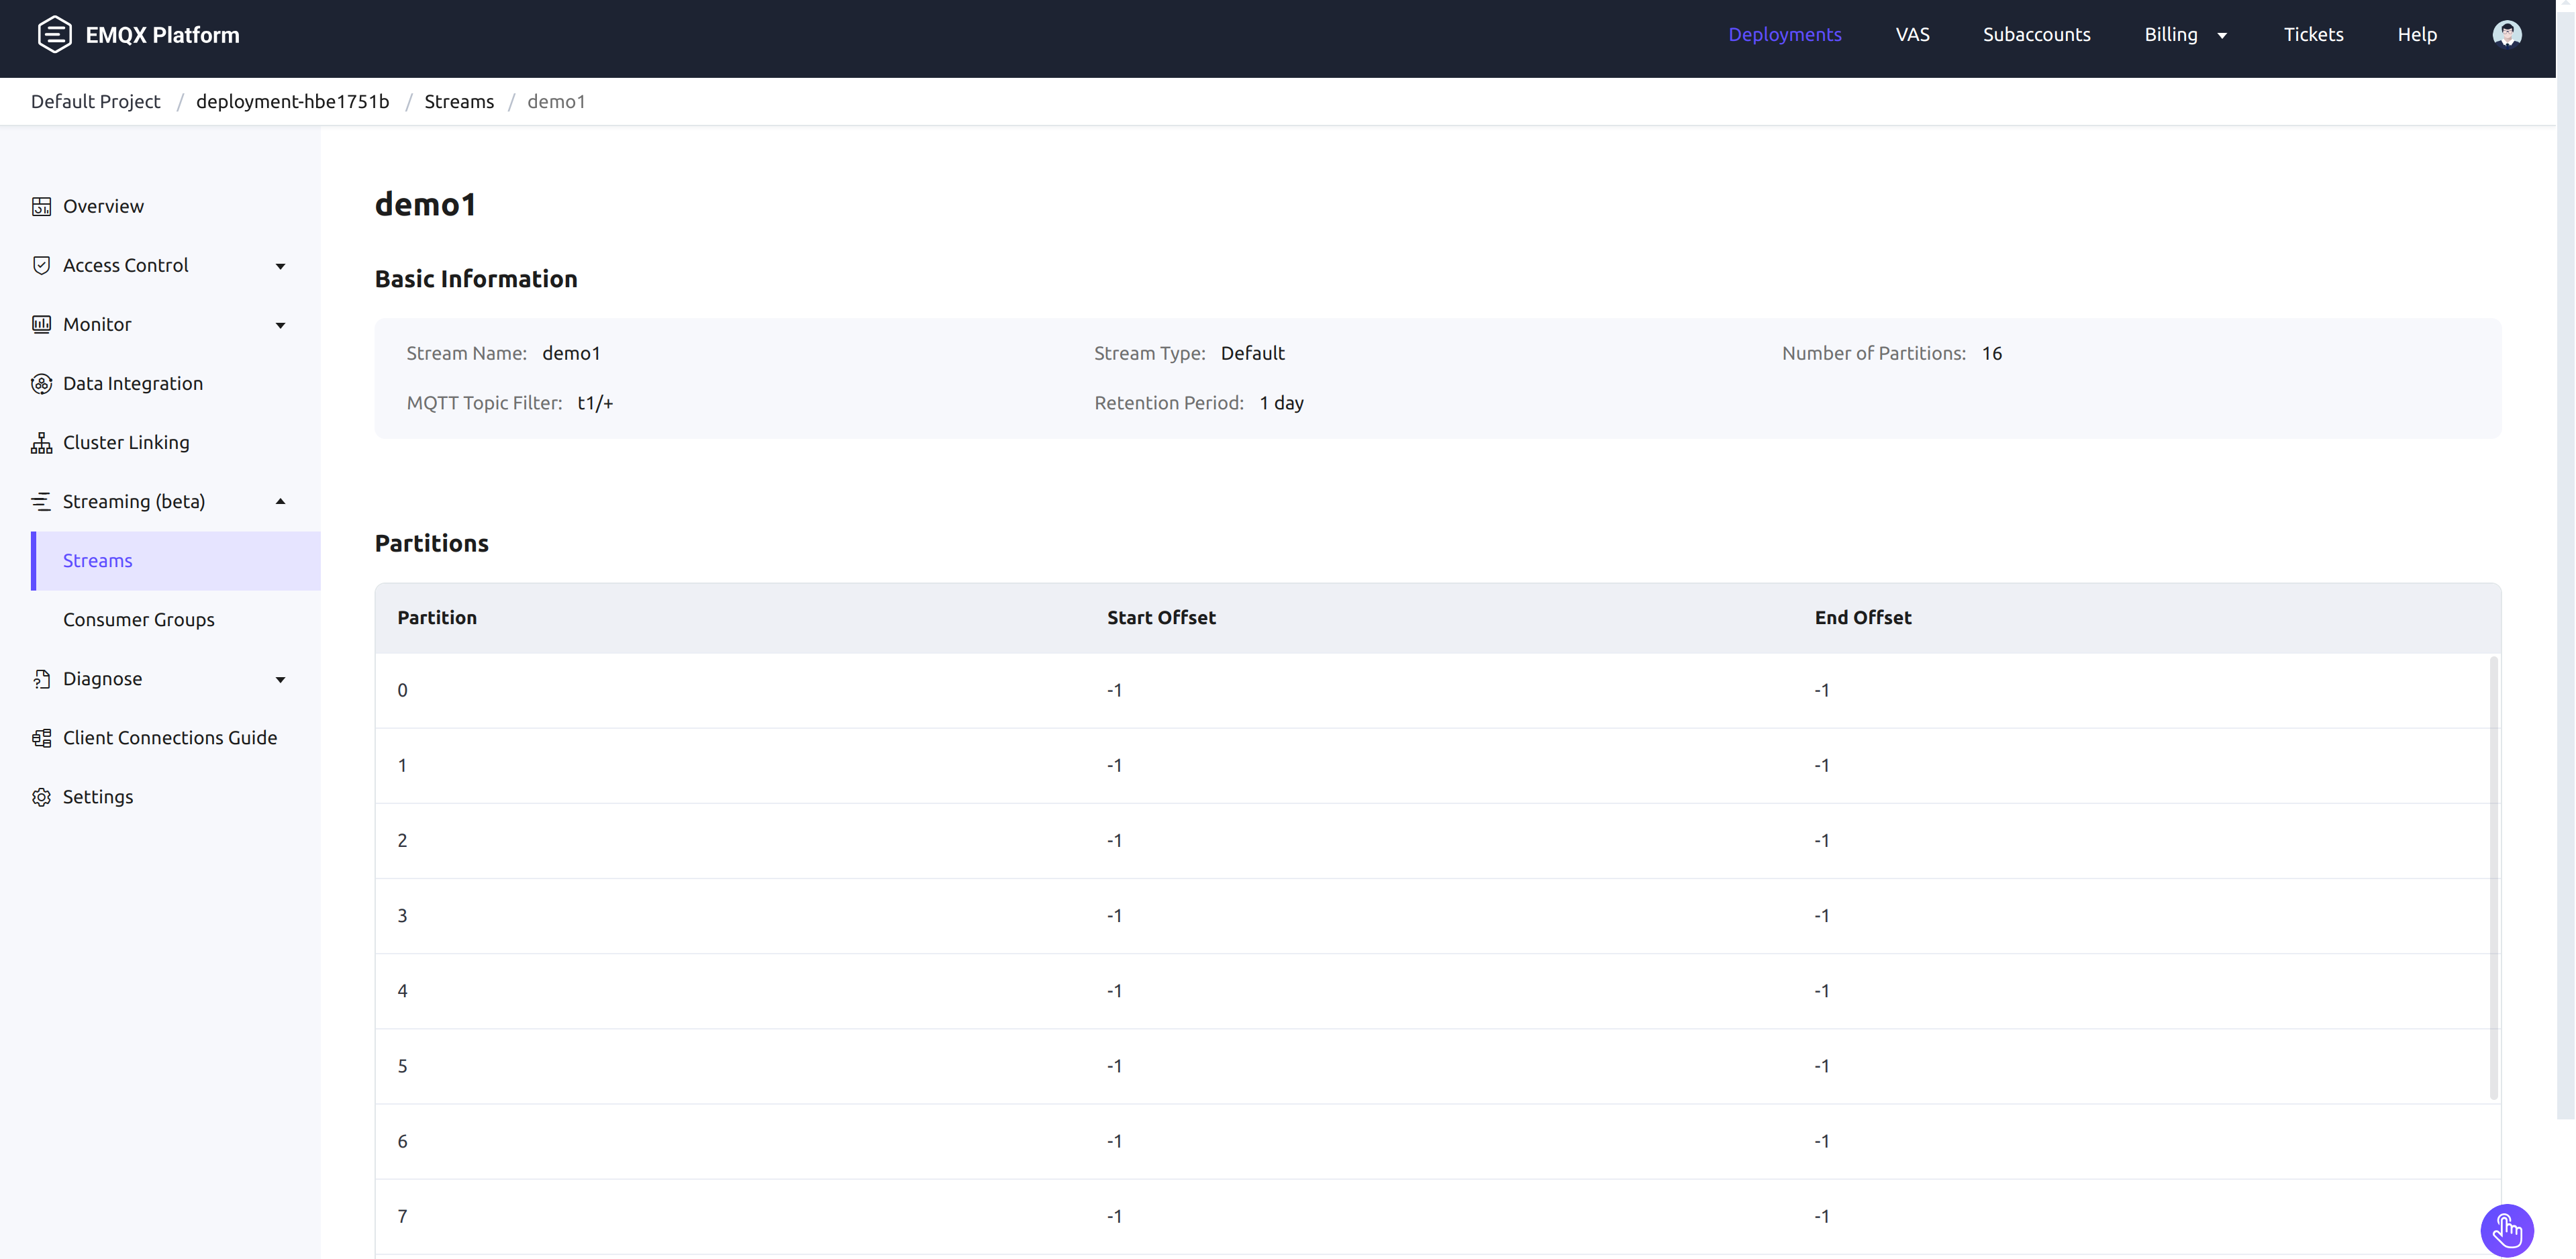 EMQX Platform
Deployments VAS Subaccounts Billing Tickets Help
Default Project / deployment-hbe1751b / Streams / demo1
Overview
Access Control
Monitor
Data Integration
Cluster Linking
Streaming (beta)
Streams
Consumer Groups
Diagnose
Client Connections Guide
Settings
demo1
Basic Information
Stream Name: demo1 Stream Type: Default Number of Partitions: 16
MQTT Topic Filter: t1/+ Retention Period: 1 day
Partitions
Partition Start Offset End Offset
0 -1 -1
1 -1 -1
2 -1 -1
3 -1 -1
4 -1 -1
5 -1 -1
6 -1 -1
7 -1 -1